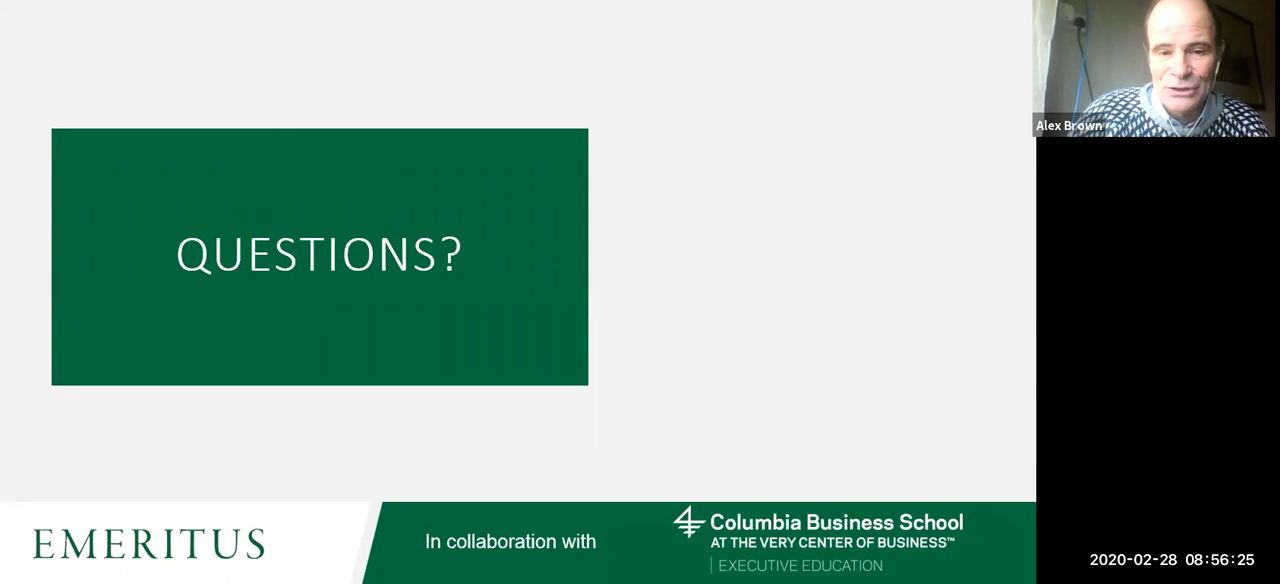 Alex Brown
QUESTIONS?
EMERITUS
In collaboration with
Columbia Business School
AT THE VERY CENTER OF BUSINESS™
EXECUTIVE EDUCATION
2020-02-28 08:56:25